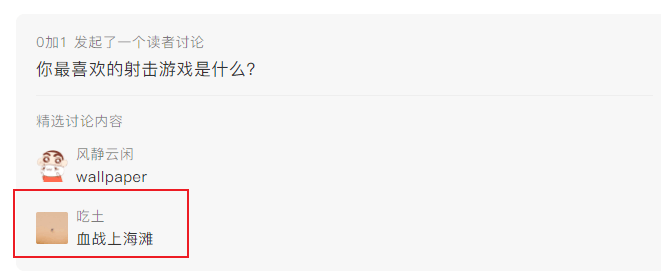 0加1 发起了一个读者讨论
你最喜欢的射击游戏是什么？
精选讨论内容
风静云闲
wallpaper
吃土
血战上海滩